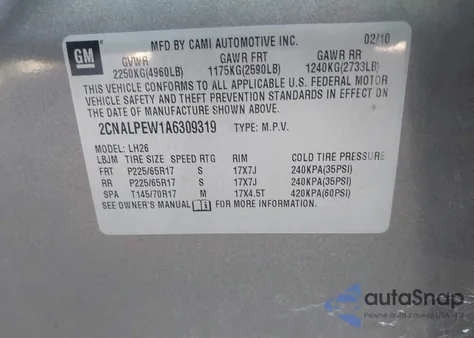 GM
MFD BY CAMI AUTOMOTIVE INC. 02/10
GVWR GAWR FRT GAWR RR
2250KG(4960LB) 1175KG(2590LB) 1240KG(2733LB)
THIS VEHICLE CONFORMS TO ALL APPLICABLE U.S. FEDERAL MOTOR
VEHICLE SAFETY AND THEFT PREVENTION STANDARDS IN EFFECT ON
THE DATE OF MANUFACTURE SHOWN ABOVE.
2CNALPEW1A6309319 TYPE: M.P.V.
MODEL: LH26
LBJM TIRE SIZE SPEED RTG RIM COLD TIRE PRESSURE
FRT P225/65R17 S 17X7J 240KPA(35PSI)
RR P225/65R17 S 17X7J 240KPA(35PSI)
SPA T145/70R17 M 17X4.5T 420KPA(60PSI)
SEE OWNER'S MANUAL FOR MORE INFORMATION.
autoSnap
Pewne auta z aukcji USA